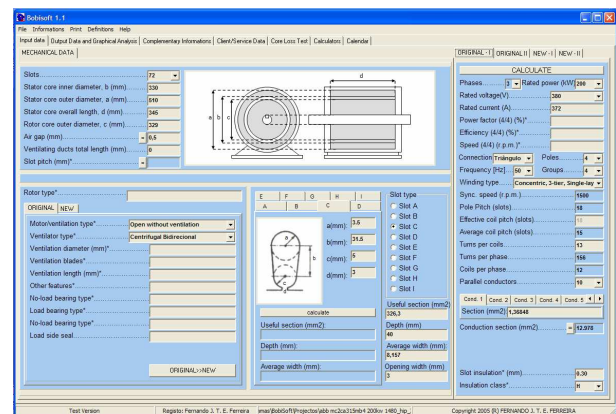 Bobisoft 1.1
File Informations Print Definitions Help
Input data Output Data and Graphical Analysis Complementary Informations Client/Service Data Core Loss Test Calculators Calendar
MECHANICAL DATA
Slots 72
Stator core inner diameter, b (mm) 330
Stator core outer diameter, a (mm) 510
Stator core overall length, d (mm) 345
Rotor core outer diameter, c (mm) 329
Air gap (mm) = 0,5
Ventilating ducts total length (mm) 0
Slot pitch (mm)* =
a b c
d
Rotor type*
ORIGINAL NEW
Motor/ventilation type* Open without ventilation
Ventilator type* Centrifugal Bidirecional
Ventilation diameter (mm)*
Ventilation blades*
Ventilation length (mm)*
Other features*
No-load bearing type*
Load bearing type*
No-load bearing type*
Load side seal
ORIGINAL>>NEW
E F G H I
A B C D
a b c d
a(mm): 3.5
b(mm): 31.5
c(mm): 5
d(mm): 3
calculate
Useful section (mm2):
Depth (mm):
Average width (mm):
Slot type
Slot A
Slot B
Slot C
Slot D
Slot E
Slot F
Slot G
Slot H
Slot I
Useful section (mm2)
326,3
Depth (mm)
40
Average width (mm)
8,157
Opening width (mm)
3
ORIGINAL - I ORIGINAL II NEW - I NEW - II
CALCULATE
Phases 3 Rated power (kW) 200
Rated voltage(V) 380
Rated current (A) 372
Power factor (4/4) (%)*
Efficiency (4/4) (%)*
Speed (4/4) (r.p.m.)*
Connection Triángulo Poles 4
Frequency [Hz] 50 Groups 4
Winding type Concentric, 3-tier, Single-lay
Sync. speed (r.p.m.) 1500
Pole Pitch (slots) 18
Effective coil pitch (slots)
Average coil pitch (slots) 15
Turns per coils 13
Turns per phase 156
Coils per phase 12
Parallel conductors 10
Cond. 1 Cond. 2 Cond. 3 Cond. 4 Cond. 5
Section (mm2) 1,36848
Conduction section (mm2) = 12.978
Slot insulation* (mm) 0.30
Insulation class* H
Test Version Registo: Fernando J. T. E. Ferreira Copyright 2005 (R) FERNANDO J. T. E. FERREIRA